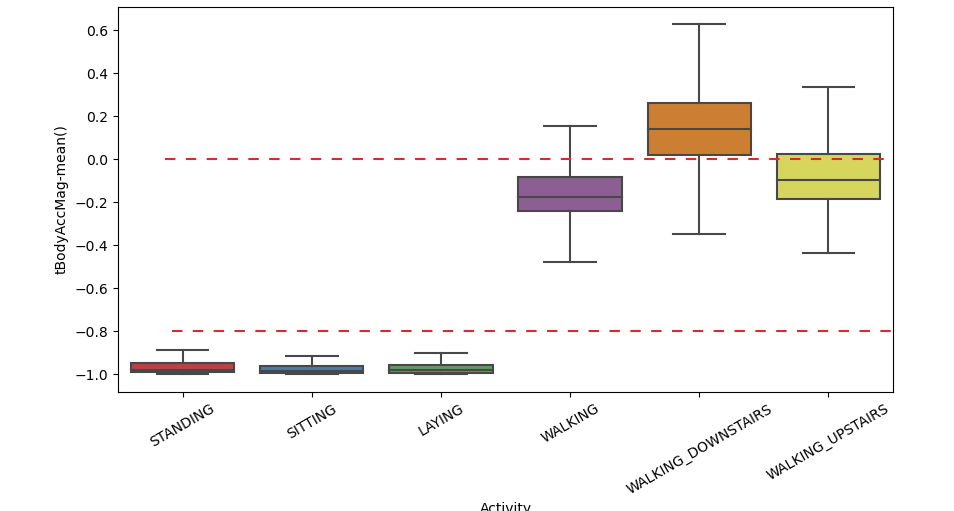 0.6
0.4
0.2
0.0
−0.2
−0.4
−0.6
−0.8
−1.0
tBodyAccMag-mean()
STANDING
SITTING
LAYING
WALKING
WALKING_DOWNSTAIRS
WALKING_UPSTAIRS
Activity